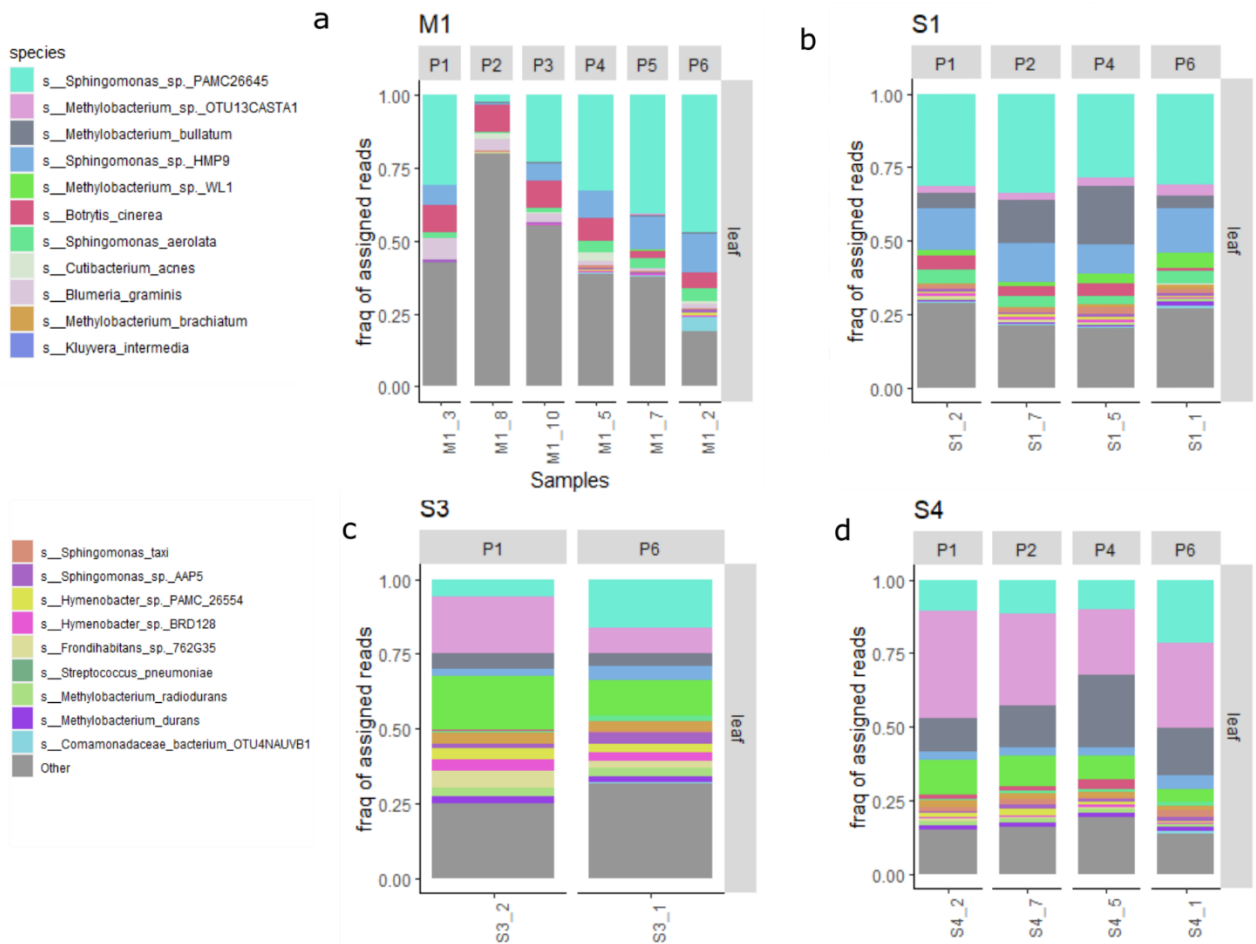 species
s__Sphingomonas_sp._PAMC26645
s__Methylobacterium_sp._OTU13CASTA1
s__Methylobacterium_bullatum
s__Sphingomonas_sp._HMP9
s__Methylobacterium_sp._WL1
s__Botrytis_cinerea
s__Sphingomonas_aerolata
s__Cutibacterium_acnes
s__Blumeria_graminis
s__Methylobacterium_brachiatum
s__Kluyvera_intermedia
a
M1
P1 P2 P3 P4 P5 P6
fraq of assigned reads
1.00
0.75
0.50
0.25
0.00
leaf
M1_3 M1_8 M1_10 M1_5 M1_7 M1_2
Samples
b
S1
P1 P2 P4 P6
fraq of assigned reads
1.00
0.75
0.50
0.25
0.00
leaf
S1_2 S1_7 S1_5 S1_1
s__Sphingomonas_taxi
s__Sphingomonas_sp._AAP5
s__Hymenobacter_sp._PAMC_26554
s__Hymenobacter_sp._BRD128
s__Frondihabitans_sp._762G35
s__Streptococcus_pneumoniae
s__Methylobacterium_radiodurans
s__Methylobacterium_durans
s__Comamonadaceae_bacterium_OTU4NAUVB1
Other
c
S3
P1 P6
fraq of assigned reads
1.00
0.75
0.50
0.25
0.00
leaf
S3_2 S3_1
d
S4
P1 P2 P4 P6
fraq of assigned reads
1.00
0.75
0.50
0.25
0.00
leaf
S4_2 S4_7 S4_5 S4_1